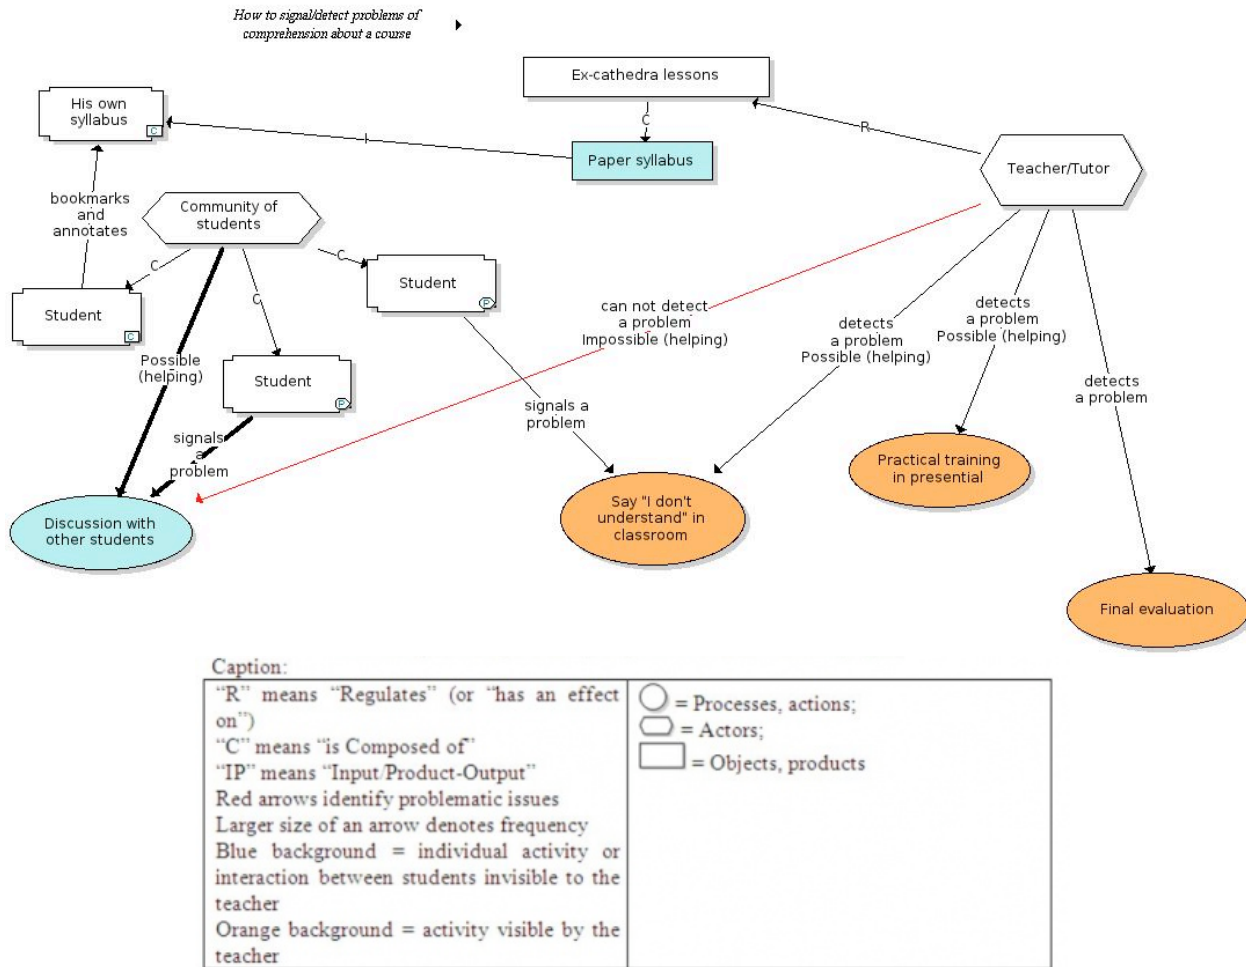 How to signal/detect problems of
comprehension about a course
Ex-cathedra lessons
His own
syllabus
C
C
R
I
Paper syllabus
Teacher/Tutor
bookmarks
and
annotates
Community of
students
C
C
C
Student
P
Student
C
can not detect
a problem
Impossible (helping)
detects
a problem
Possible (helping)
detects
a problem
Possible (helping)
Possible
(helping)
Student
P
detects
a problem
signals a
problem
signals
a
problem
Practical training
in presential
Say "I don't
understand" in
classroom
Discussion with
other students
Final evaluation
Caption:
“R” means “Regulates” (or “has an effect
on”)
“C” means “is Composed of”
“IP” means “Input/Product-Output”
Red arrows identify problematic issues
Larger size of an arrow denotes frequency
Blue background = individual activity or
interaction between students invisible to the
teacher
Orange background = activity visible by the
teacher
= Processes, actions;
= Actors;
= Objects, products